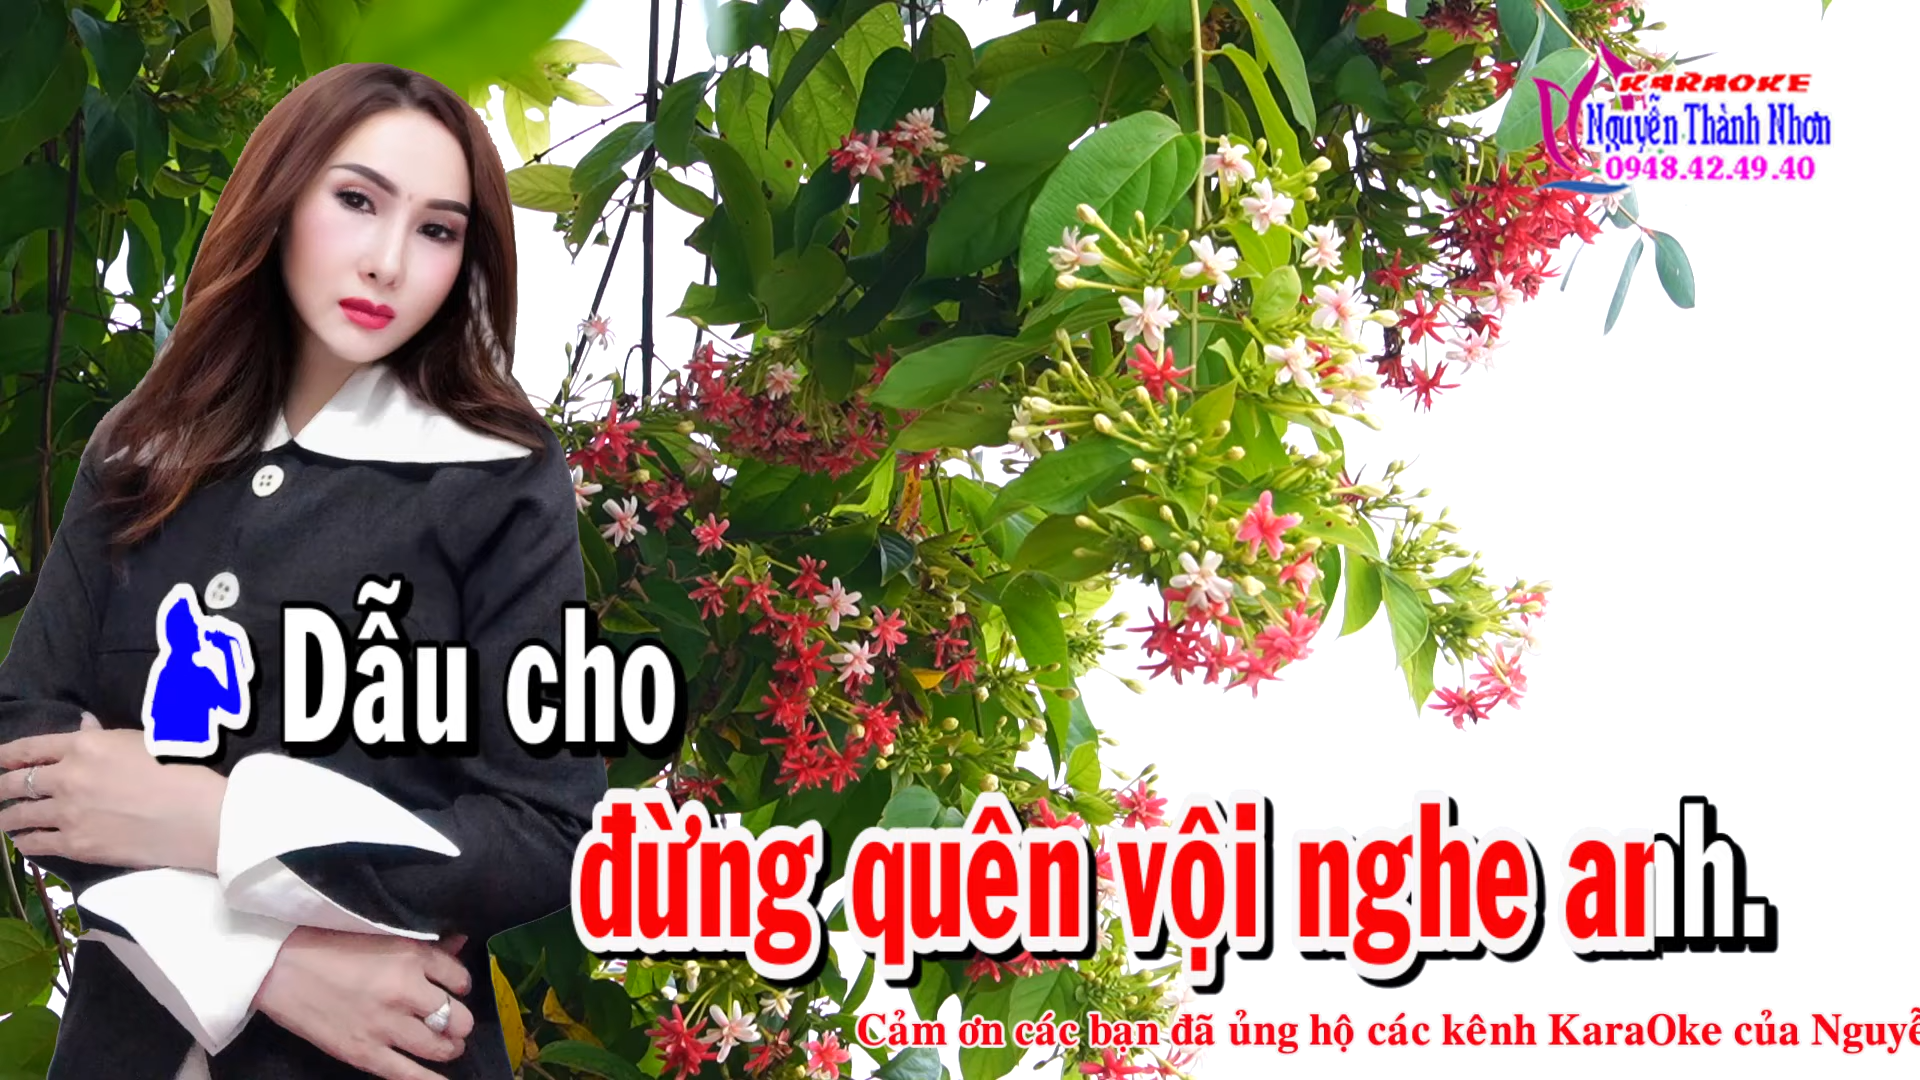 KARAOKE
Nguyễn Thành Nhơn
0948.42.49.40
Dẫu cho
đừng quên vội nghe anh.
Cảm ơn các bạn đã ủng hộ các kênh KaraOke của Nguyễ